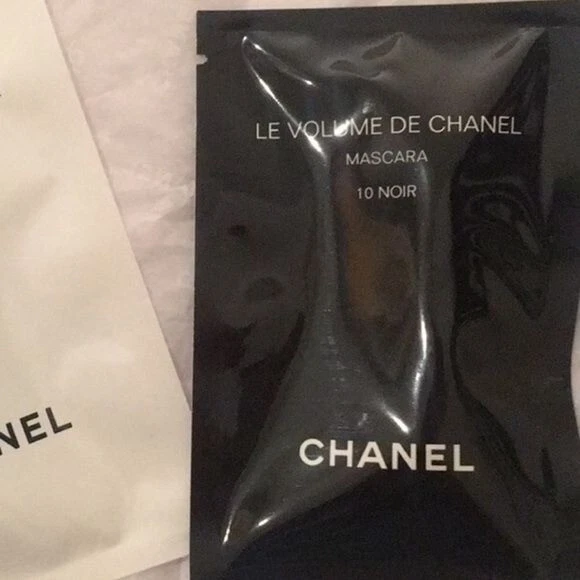 LE VOLUME DE CHANEL
MASCARA
10 NOIR
CHANEL
NEL